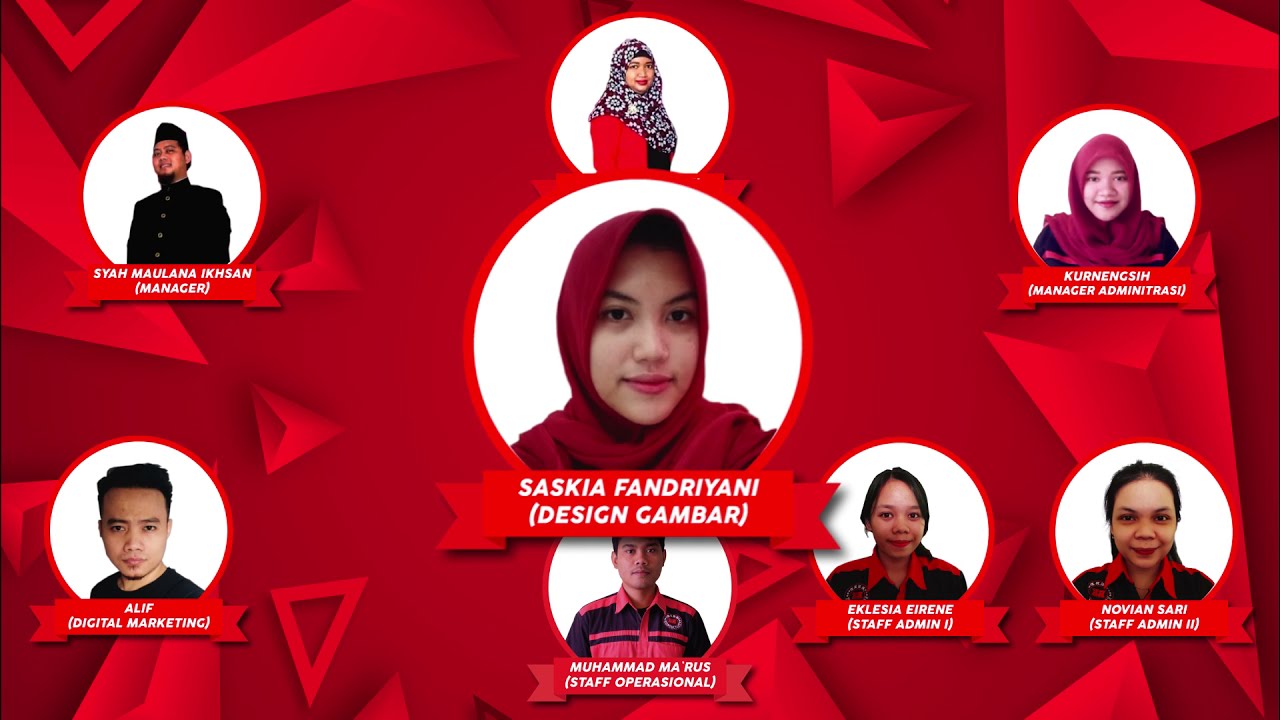 SYAH MAULANA IKHSAN
(MANAGER)
KURNENGSIH
(MANAGER ADMINITRASI)
SASKIA FANDRIYANI
(DESIGN GAMBAR)
ALIF
(DIGITAL MARKETING)
MUHAMMAD MA`RUS
(STAFF OPERASIONAL)
EKLESIA EIRENE
(STAFF ADMIN I)
NOVIAN SARI
(STAFF ADMIN II)